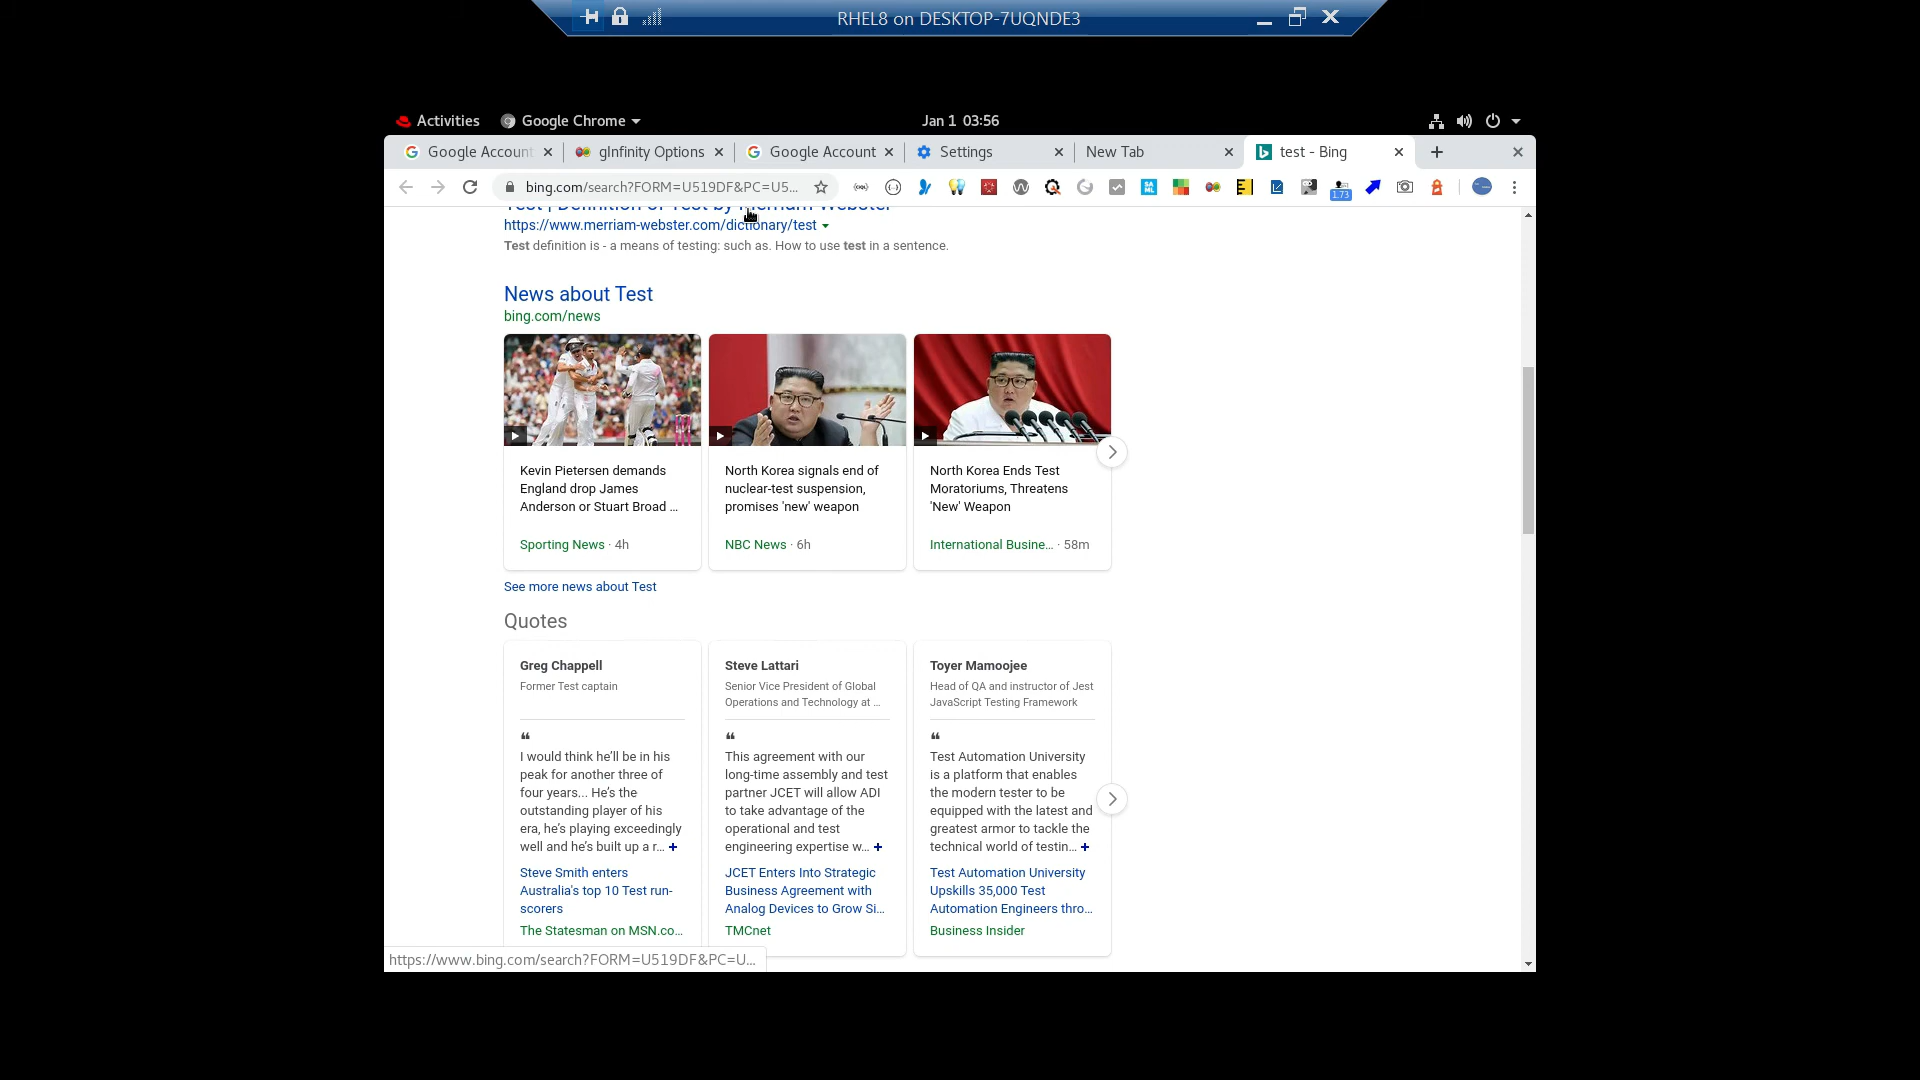 RHEL8 on DESKTOP-7UQNDE3
Activities
Google Chrome
Jan 1 03:56
Google Account
gInfinity Options
Google Account
Settings
New Tab
test - Bing
bing.com/search?FORM=U519DF&PC=U5...
1.73
Test | Definition of Test by Merriam-Webster
https://www.merriam-webster.com/dictionary/test
Test definition is - a means of testing: such as. How to use test in a sentence.
News about Test
bing.com/news
Kevin Pietersen demands
England drop James
Anderson or Stuart Broad ...
Sporting News · 4h
North Korea signals end of
nuclear-test suspension,
promises 'new' weapon
NBC News · 6h
North Korea Ends Test
Moratoriums, Threatens
'New' Weapon
International Busine... · 58m
See more news about Test
Quotes
Greg Chappell
Former Test captain
“
I would think he’ll be in his
peak for another three of
four years... He’s the
outstanding player of his
era, he’s playing exceedingly
well and he’s built up a r... +
Steve Smith enters
Australia's top 10 Test run-
scorers
The Statesman on MSN.co...
Steve Lattari
Senior Vice President of Global
Operations and Technology at ...
“
This agreement with our
long-time assembly and test
partner JCET will allow ADI
to take advantage of the
operational and test
engineering expertise w... +
JCET Enters Into Strategic
Business Agreement with
Analog Devices to Grow Si...
TMCnet
Toyer Mamoojee
Head of QA and instructor of Jest
JavaScript Testing Framework
“
Test Automation University
is a platform that enables
the modern tester to be
equipped with the latest and
greatest armor to tackle the
technical world of testin... +
Test Automation University
Upskills 35,000 Test
Automation Engineers thro...
Business Insider
https://www.bing.com/search?FORM=U519DF&PC=U...